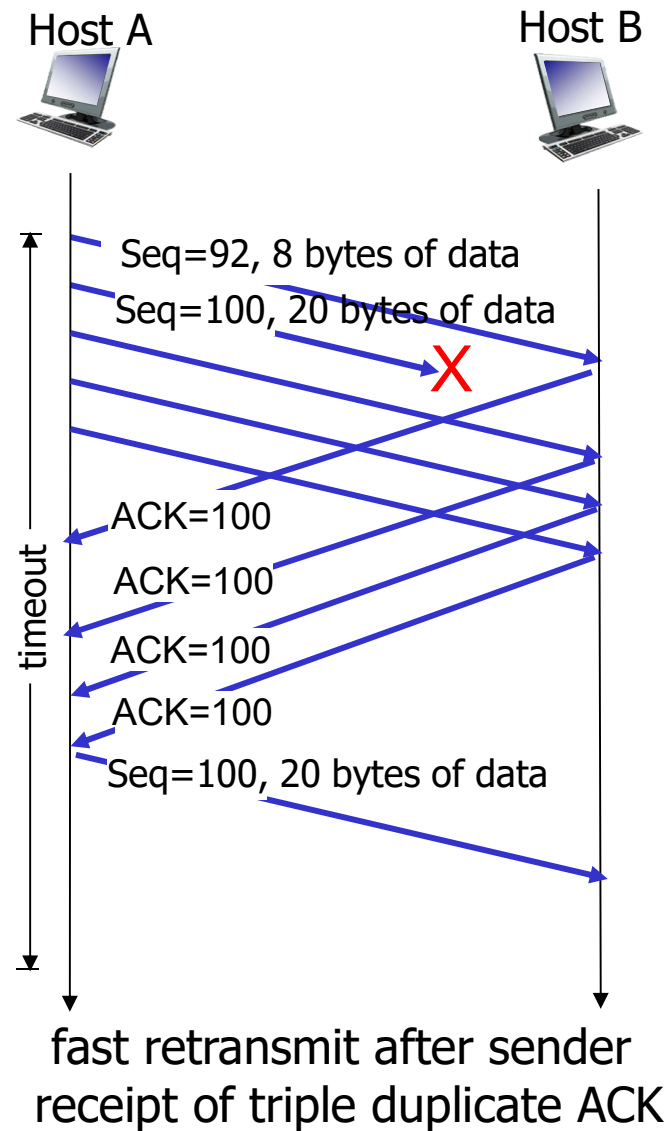 Host A
Host B
Seq=92, 8 bytes of data
Seq=100, 20 bytes of data
X
timeout
ACK=100
ACK=100
ACK=100
ACK=100
Seq=100, 20 bytes of data
fast retransmit after sender
receipt of triple duplicate ACK